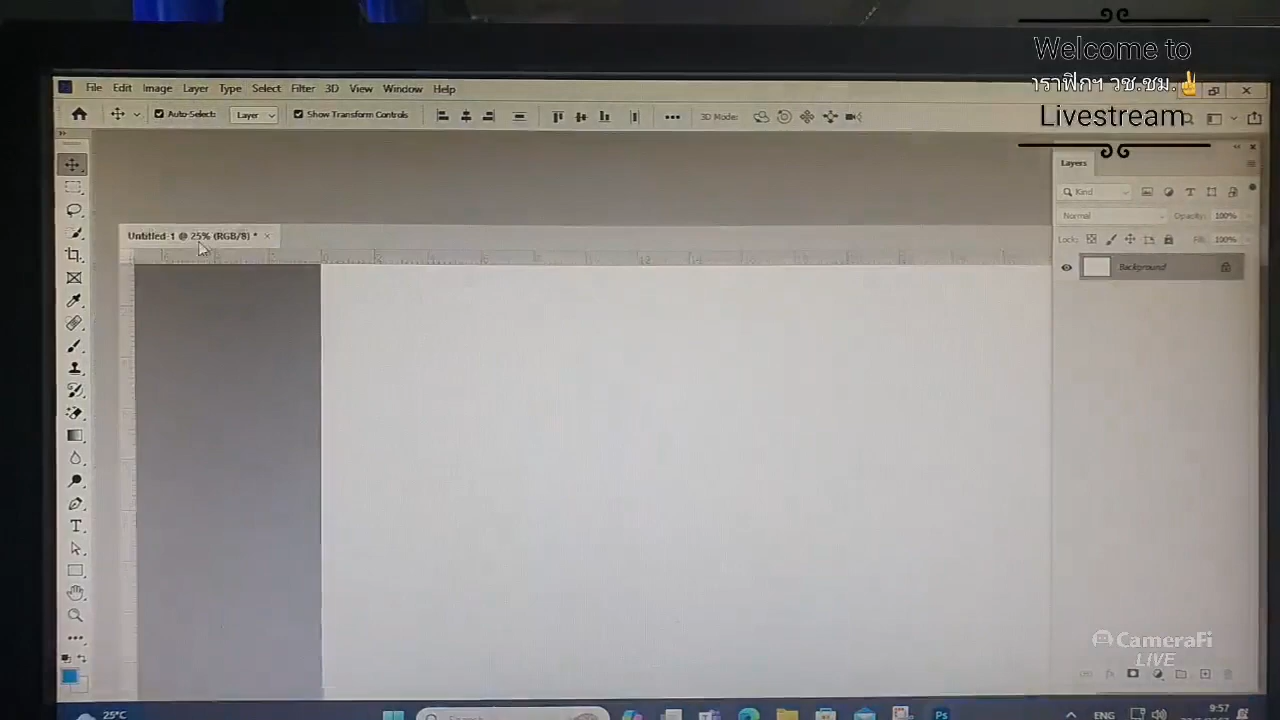 Welcome to
าราฟิกฯ วช.ชม.✌
Livestream
File Edit Image Layer Select Filter 3D View Window Help
Auto-Select: Layer Show Transform Controls 3D Mode:
Layers
Kind
Normal Opacity: 100%
Lock: Fill: 100%
Untitled-1 @ 25% (RGB/8) *
Background
CameraFi
LIVE
25°C Search ENG 9:57